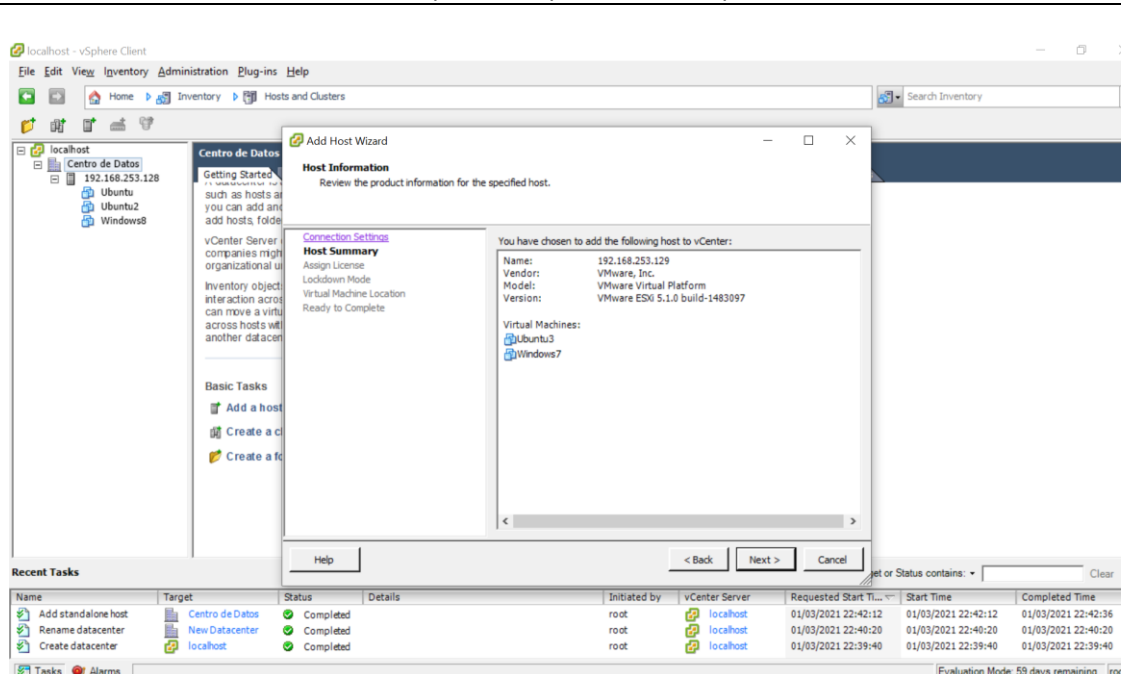 localhost - vSphere Client
File Edit View Inventory Administration Plug-ins Help
Home Inventory Hosts and Clusters
Search Inventory
localhost
Centro de Datos
192.168.253.128
Ubuntu
Ubuntu2
Windows8
Centro de Datos
Getting Started
such as hosts
you can add
add hosts,
vCenter Server
companies
organizational
Inventory
interaction
can move a
across hosts
another
Basic Tasks
Add a host
Create a
Create a
Add Host Wizard
Host Information
Review the product information for the specified host.
Connection Settings
Host Summary
Assign License
Lockdown Mode
Virtual Machine Location
Ready to Complete
You have chosen to add the following host to vCenter:
Name: 192.168.253.129
Vendor: VMware, Inc.
Model: VMware Virtual Platform
Version: VMware ESXi 5.1.0 build-1483097
Virtual Machines:
Ubuntu3
Windows7
Help < Back Next > Cancel
Recent Tasks
or Status contains: Clear
Name Target Status Details Initiated by vCenter Server Requested Start Ti... Start Time Completed Time
Add standalone host Centro de Datos Completed root localhost 01/03/2021 22:42:12 01/03/2021 22:42:12 01/03/2021 22:42:36
Rename datacenter New Datacenter Completed root localhost 01/03/2021 22:40:20 01/03/2021 22:40:20 01/03/2021 22:40:20
Create datacenter localhost Completed root localhost 01/03/2021 22:39:40 01/03/2021 22:39:40 01/03/2021 22:39:40
Tasks Alarms Evaluation Mode: 59 days remaining